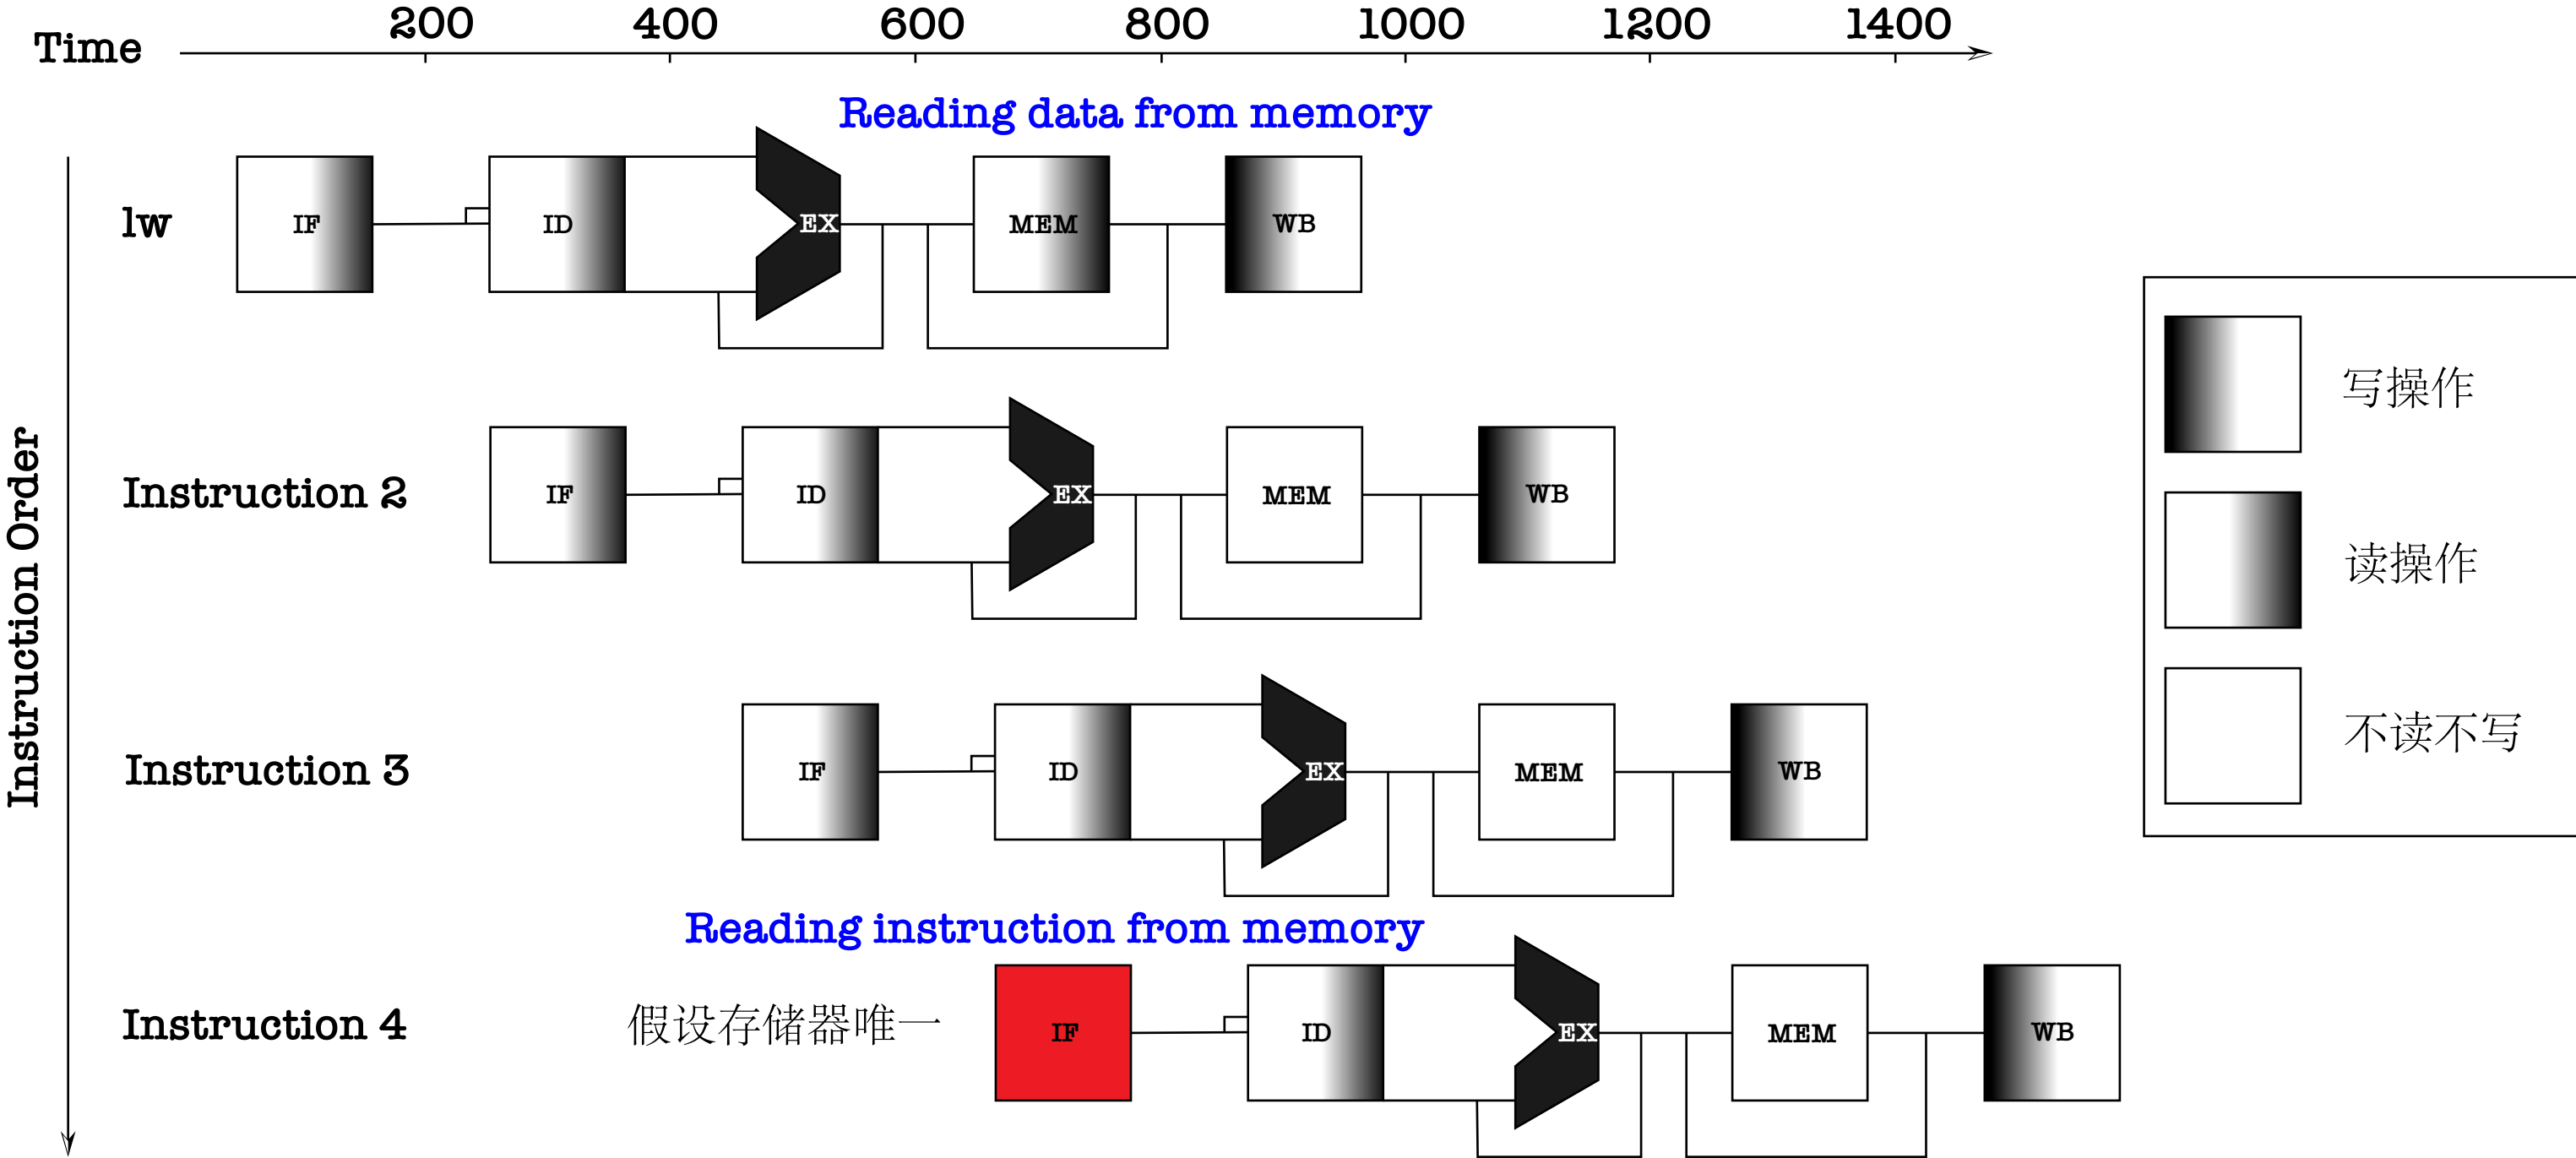 Time 200 400 600 800 1000 1200 1400
Reading data from memory
lw IF ID EX MEM WB
写操作
Instruction 2 IF ID EX MEM WB
读操作
Instruction Order
不读不写
Instruction 3 IF ID EX MEM WB
Reading instruction from memory
Instruction 4 假设存储器唯一 IF ID EX MEM WB